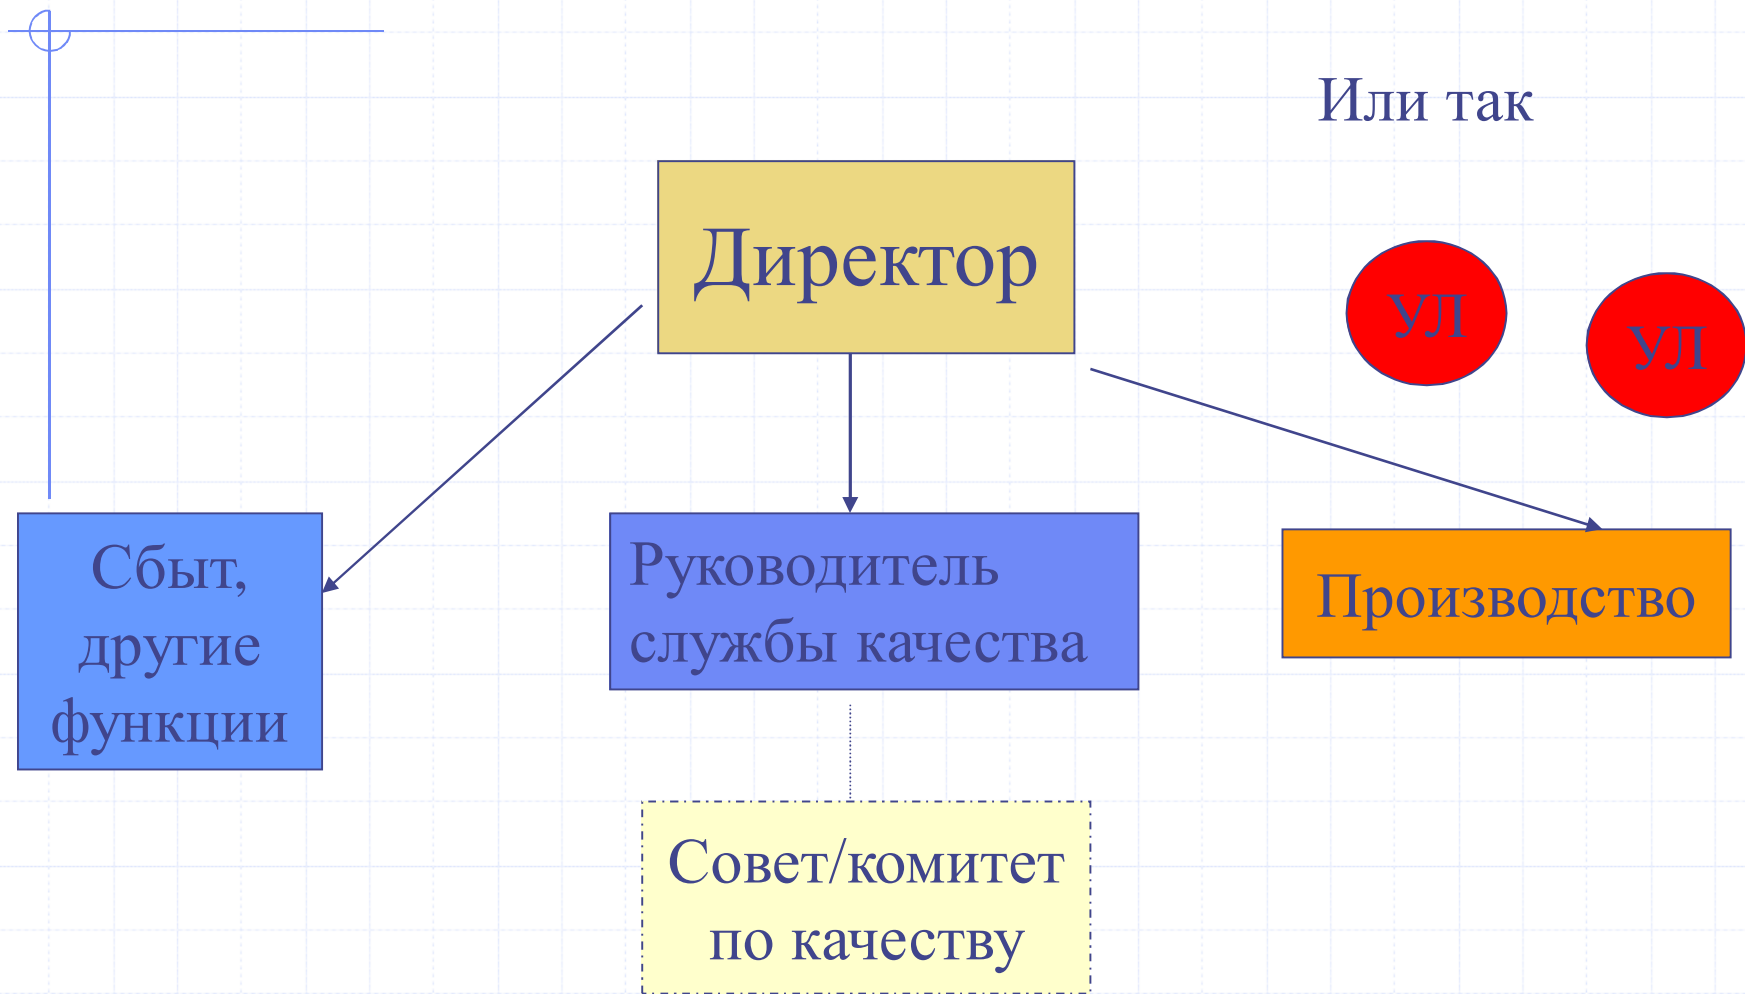 Или так
Директор
УЛ
УЛ
Сбыт,
другие
функции
Руководитель
службы качества
Производство
Совет/комитет
по качеству